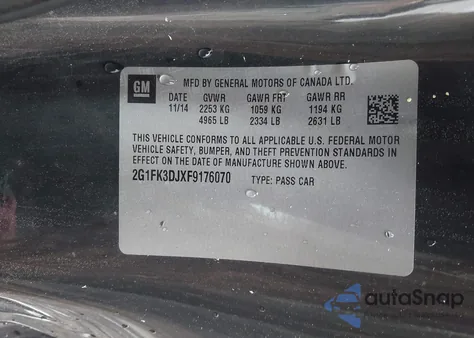 GM
MFD BY GENERAL MOTORS OF CANADA LTD.
DATE GVWR GAWR FRT GAWR RR
11/14 2253 KG 1059 KG 1194 KG
4965 LB 2334 LB 2631 LB
THIS VEHICLE CONFORMS TO ALL APPLICABLE U.S. FEDERAL MOTOR
VEHICLE SAFETY, BUMPER, AND THEFT PREVENTION STANDARDS IN
EFFECT ON THE DATE OF MANUFACTURE SHOWN ABOVE.
2G1FK3DJXF9176070 TYPE: PASS CAR
autoSnap